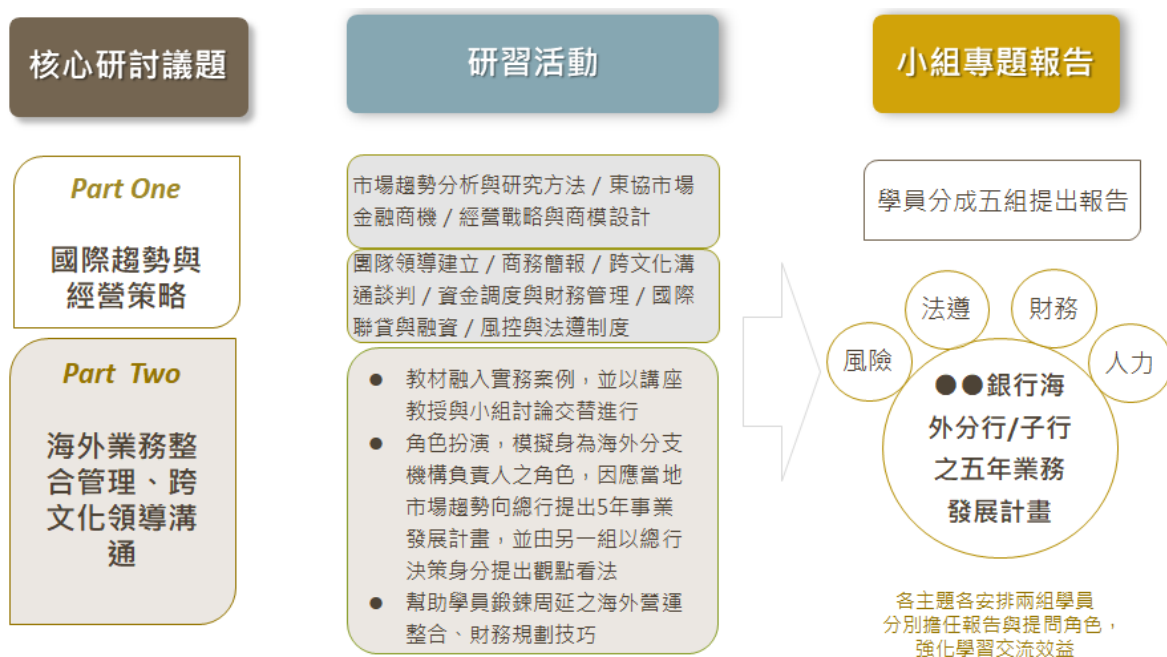 核心研討議題
Part One
國際趨勢與
經營策略
Part Two
海外業務整
合管理、跨
文化領導溝
通
研習活動
市場趨勢分析與研究方法 / 東協市場
金融商機 / 經營戰略與商模設計
團隊領導建立 / 商務簡報 / 跨文化溝
通談判 / 資金調度與財務管理 / 國際
聯貸與融資 / 風控與法遵制度
● 教材融入實務案例，並以講座
教授與小組討論交替進行
● 角色扮演，模擬身為海外分支
機構負責人之角色，因應當地
市場趨勢向總行提出5年事業
發展計畫，並由另一組以總行
決策身分提出觀點看法
● 幫助學員鍛鍊周延之海外營運
整合、財務規劃技巧
小組專題報告
學員分成五組提出報告
風險
法遵
財務
人力
●●銀行海
外分行/子行
之五年業務
發展計畫
各主題各安排兩組學員
分別擔任報告與提問角色，
強化學習交流效益